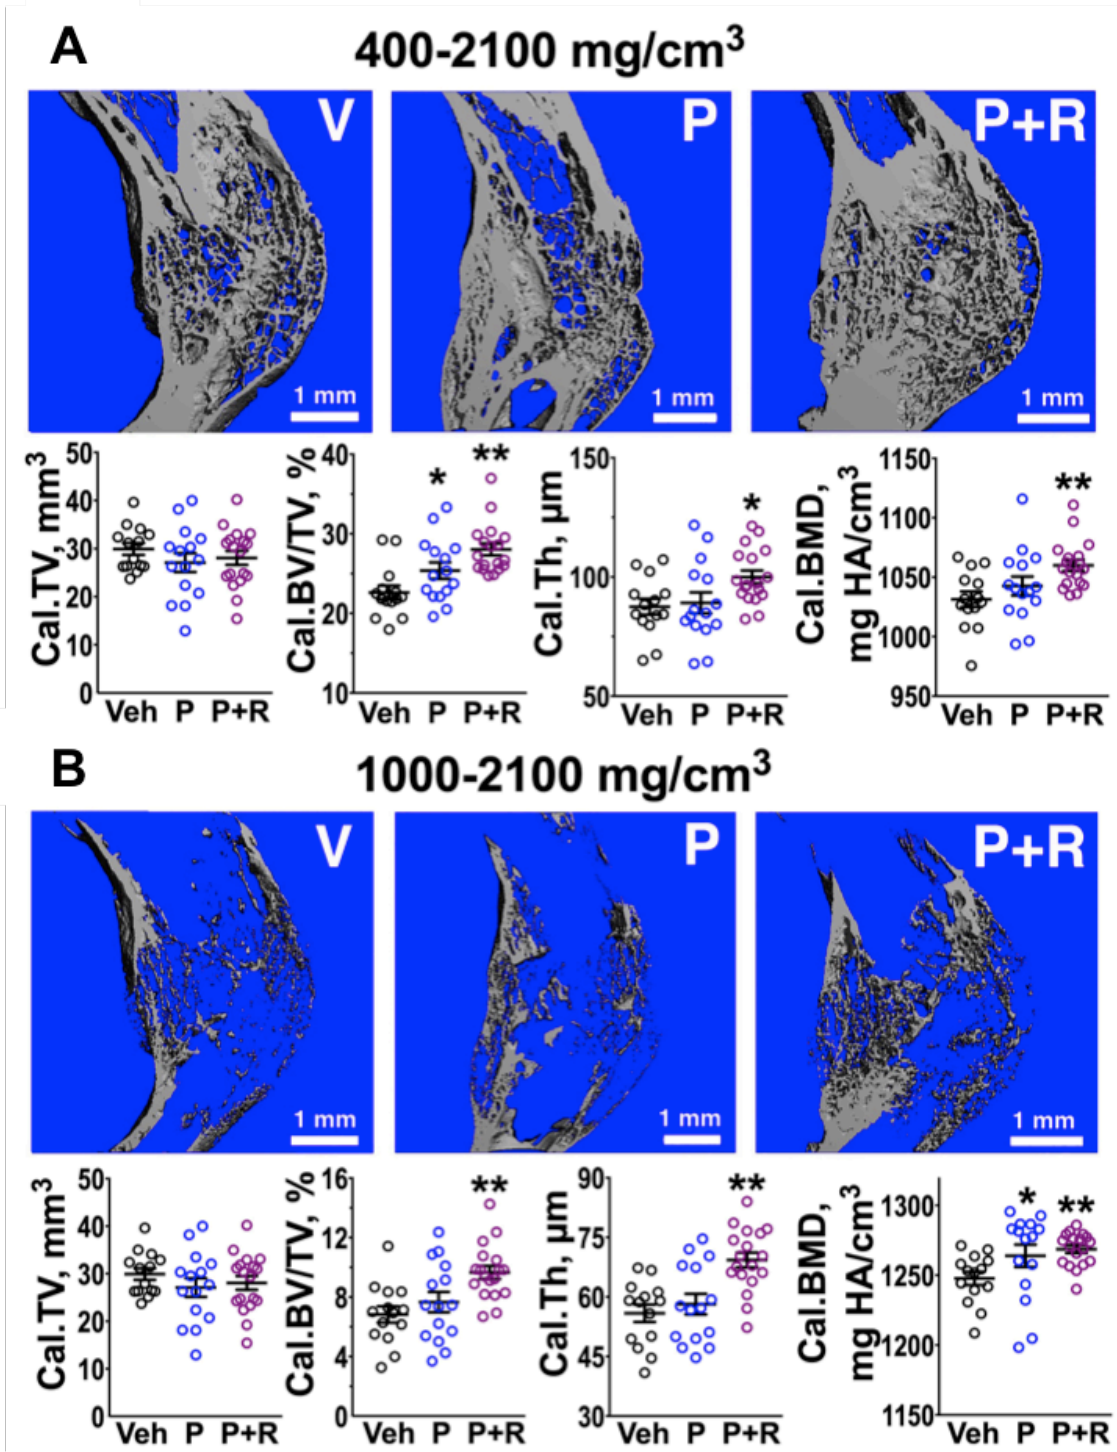 A
400-2100 mg/cm³
V
P
P+R
1 mm
1 mm
1 mm
Cal.TV, mm³
50
40
30
20
10
0
Veh P P+R
Cal.BV/TV, %
40
30
20
10
* **
Veh P P+R
Cal.Th, µm
150
100
50
*
Veh P P+R
Cal.BMD,
mg HA/cm³
1150
1100
1050
1000
950
**
Veh P P+R
B
1000-2100 mg/cm³
V
P
P+R
1 mm
1 mm
1 mm
Cal.TV, mm³
50
40
30
20
10
0
Veh P P+R
Cal.BV/TV, %
16
12
8
4
0
**
Veh P P+R
Cal.Th, µm
90
75
60
45
30
**
Veh P P+R
Cal.BMD,
mg HA/cm³
1300
1250
1200
1150
* **
Veh P P+R